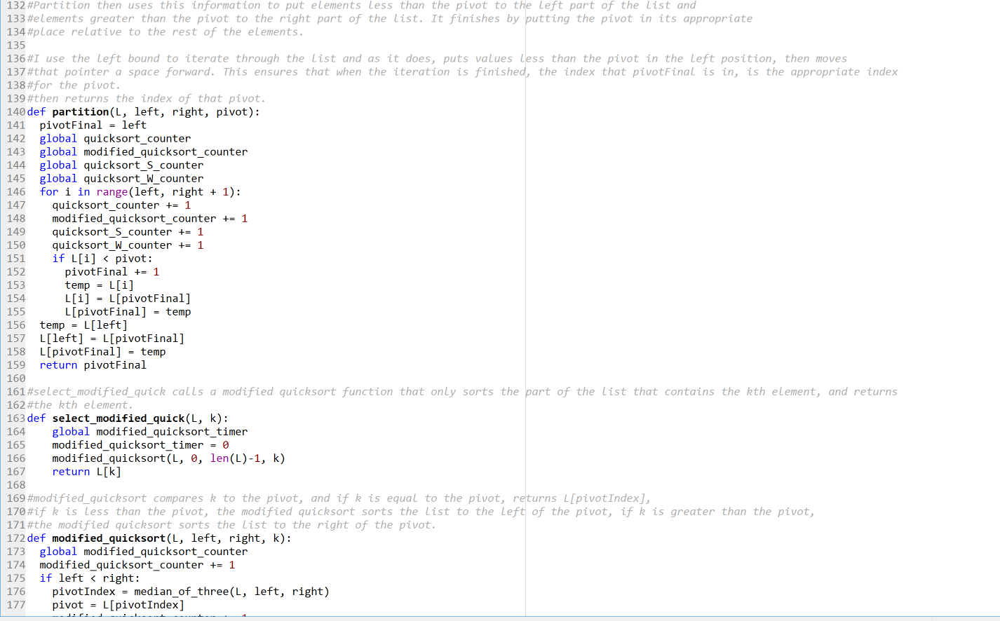 132 #Partition then uses this information to put elements less than the pivot to the left part of the list and
133 #elements greater than the pivot to the right part of the list. It finishes by putting the pivot in its appropriate
134 #place relative to the rest of the elements.
135
136 #I use the left bound to iterate through the list and as it does, puts values less than the pivot in the left position, then moves
137 #that pointer a space forward. This ensures that when the iteration is finished, the index that pivotFinal is in, is the appropriate index
138 #for the pivot.
139 #then returns the index of that pivot.
140 def partition(L, left, right, pivot):
141   pivotFinal = left
142   global quicksort_counter
143   global modified_quicksort_counter
144   global quicksort_S_counter
145   global quicksort_W_counter
146   for i in range(left, right + 1):
147     quicksort_counter += 1
148     modified_quicksort_counter += 1
149     quicksort_S_counter += 1
150     quicksort_W_counter += 1
151     if L[i] < pivot:
152       pivotFinal += 1
153       temp = L[i]
154       L[i] = L[pivotFinal]
155       L[pivotFinal] = temp
156   temp = L[left]
157   L[left] = L[pivotFinal]
158   L[pivotFinal] = temp
159   return pivotFinal
160
161 #select_modified_quick calls a modified quicksort function that only sorts the part of the list that contains the kth element, and returns
162 #the kth element.
163 def select_modified_quick(L, k):
164     global modified_quicksort_timer
165     modified_quicksort_timer = 0
166     modified_quicksort(L, 0, len(L)-1, k)
167     return L[k]
168
169 #modified_quicksort compares k to the pivot, and if k is equal to the pivot, returns L[pivotIndex],
170 #if k is less than the pivot, the modified quicksort sorts the list to the left of the pivot, if k is greater than the pivot,
171 #the modified quicksort sorts the list to the right of the pivot.
172 def modified_quicksort(L, left, right, k):
173   global modified_quicksort_counter
174   modified_quicksort_counter += 1
175   if left < right:
176     pivotIndex = median_of_three(L, left, right)
177     pivot = L[pivotIndex]